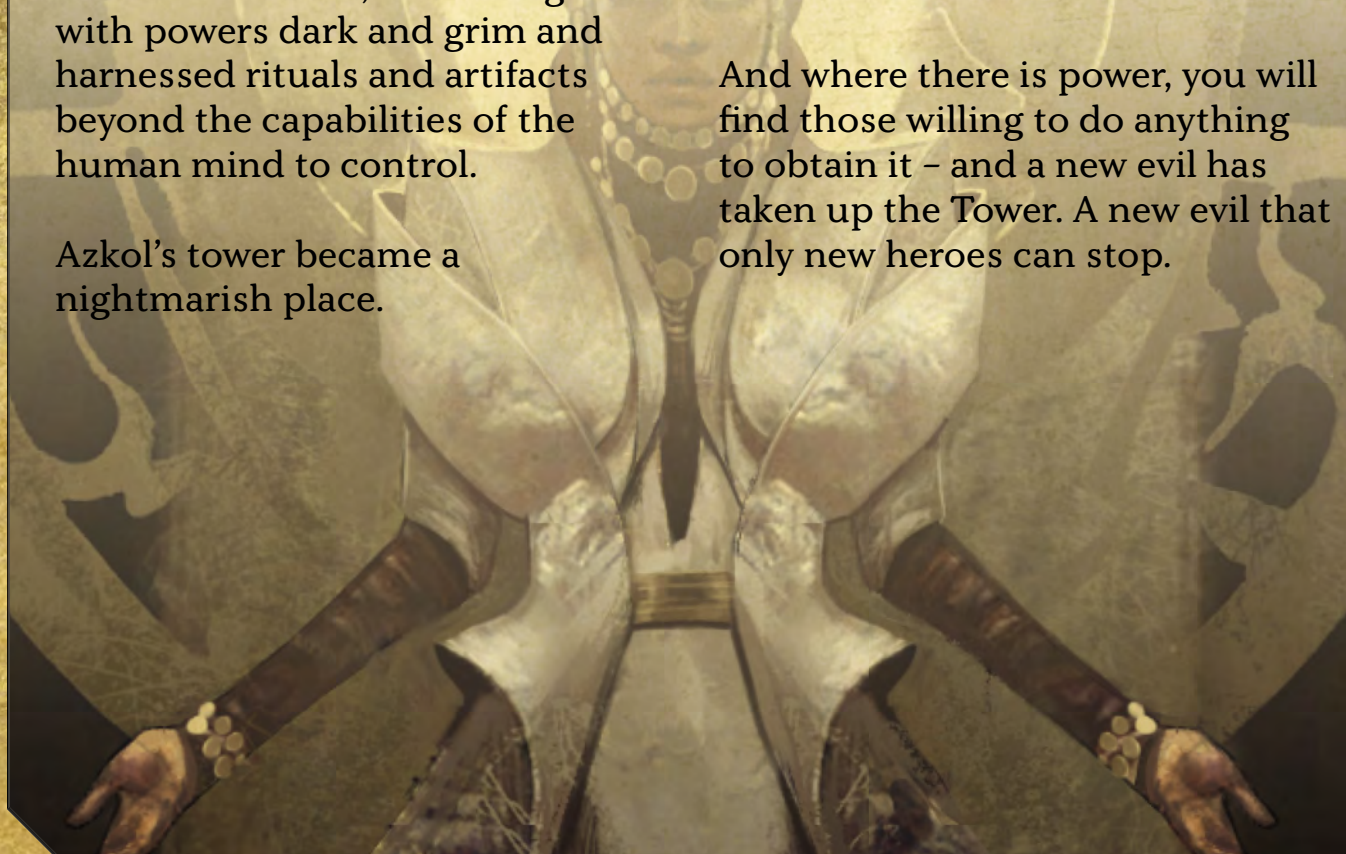 with powers dark and grim and
harnessed rituals and artifacts
beyond the capabilities of the
human mind to control.
Azkol’s tower became a
nightmarish place.
And where there is power, you will
find those willing to do anything
to obtain it – and a new evil has
taken up the Tower. A new evil that
only new heroes can stop.